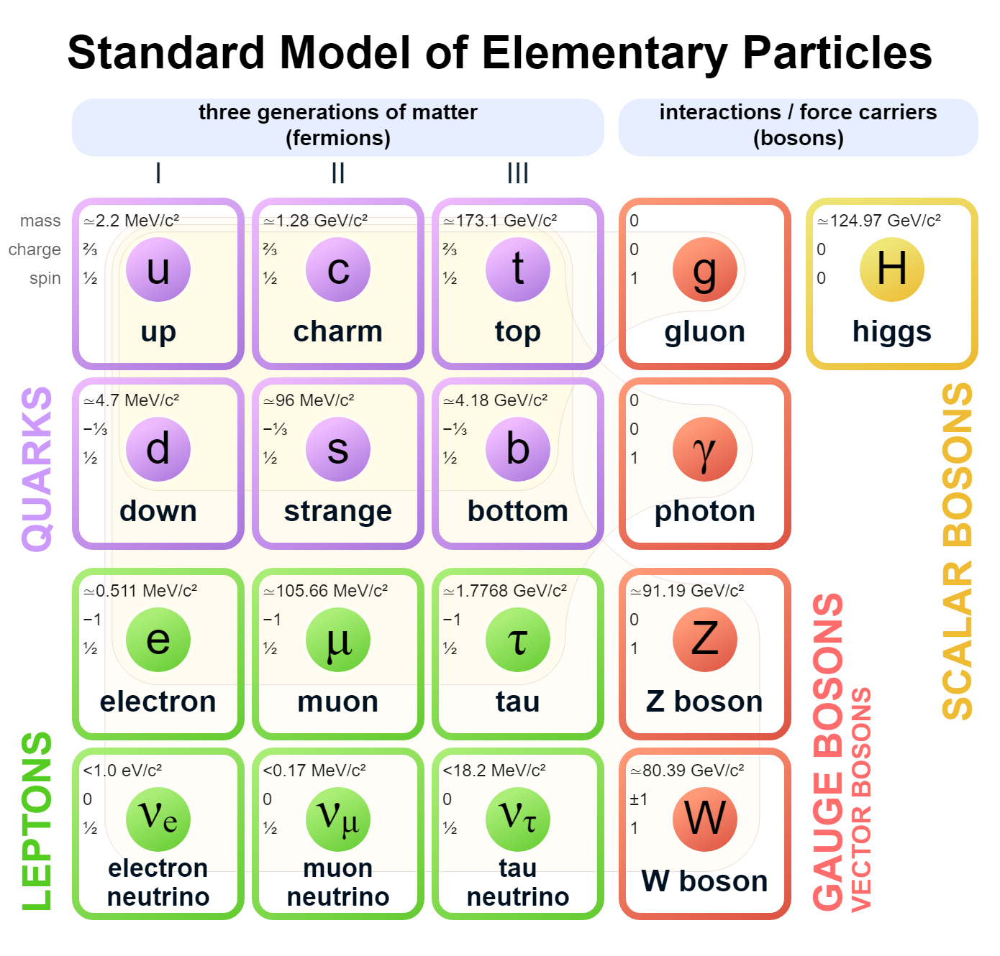 Standard Model of Elementary Particles
three generations of matter
(fermions)
interactions / force carriers
(bosons)
I
II
III
mass
charge
spin
≃2.2 MeV/c²
⅔
½
u
up
≃1.28 GeV/c²
⅔
½
c
charm
≃173.1 GeV/c²
⅔
½
t
top
0
0
1
g
gluon
≃124.97 GeV/c²
0
0
H
higgs
QUARKS
≃4.7 MeV/c²
−⅓
½
d
down
≃96 MeV/c²
−⅓
½
s
strange
≃4.18 GeV/c²
−⅓
½
b
bottom
0
0
1
γ
photon
SCALAR BOSONS
≃0.511 MeV/c²
−1
½
e
electron
≃105.66 MeV/c²
−1
½
μ
muon
≃1.7768 GeV/c²
−1
½
τ
tau
≃91.19 GeV/c²
0
1
Z
Z boson
LEPTONS
<1.0 eV/c²
0
½
νe
electron
neutrino
<0.17 MeV/c²
0
½
νμ
muon
neutrino
<18.2 MeV/c²
0
½
ντ
tau
neutrino
≃80.39 GeV/c²
±1
1
W
W boson
GAUGE BOSONS
VECTOR BOSONS